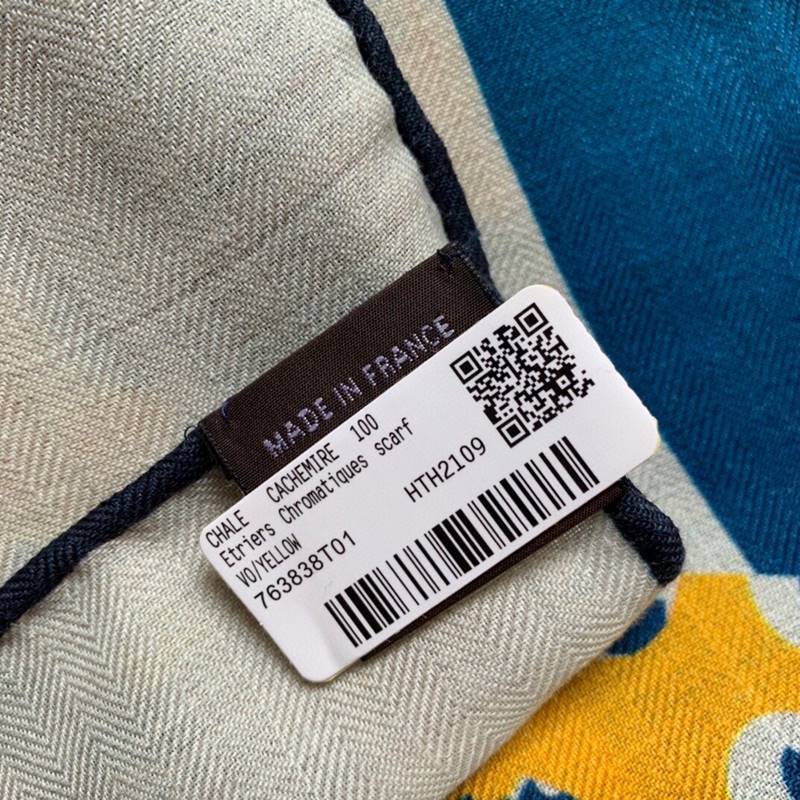 MADE IN FRANCE
CHALE CACHEMIRE 100
Etriers Chromatiques scarf
VO/YELLOW
763838T01 HTH2109